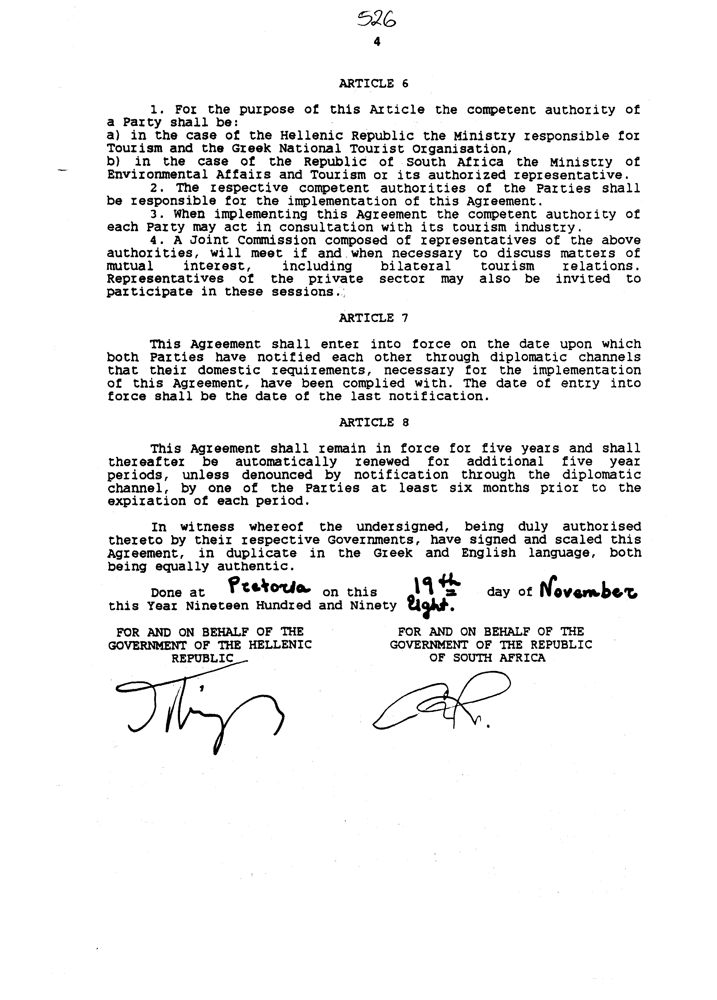 526
4
ARTICLE 6
1. For the purpose of this Article the competent authority of
a Party shall be:
a) in the case of the Hellenic Republic the Ministry responsible for
Tourism and the Greek National Tourist Organisation,
b) in the case of the Republic of South Africa the Ministry of
Environmental Affairs and Tourism or its authorized representative.
2. The respective competent authorities of the Parties shall
be responsible for the implementation of this Agreement.
3. When implementing this Agreement the competent authority of
each Party may act in consultation with its tourism industry.
4. A Joint Commission composed of representatives of the above
authorities, will meet if and when necessary to discuss matters of
mutual interest, including bilateral tourism relations.
Representatives of the private sector may also be invited to
participate in these sessions.
ARTICLE 7
This Agreement shall enter into force on the date upon which
both Parties have notified each other through diplomatic channels
that their domestic requirements, necessary for the implementation
of this Agreement, have been complied with. The date of entry into
force shall be the date of the last notification.
ARTICLE 8
This Agreement shall remain in force for five years and shall
thereafter be automatically renewed for additional five year
periods, unless denounced by notification through the diplomatic
channel, by one of the Parties at least six months prior to the
expiration of each period.
In witness whereof the undersigned, being duly authorised
thereto by their respective Governments, have signed and scaled this
Agreement, in duplicate in the Greek and English language, both
being equally authentic.
Done at Pretoria on this 19th day of November
this Year Nineteen Hundred and Ninety Eight.
FOR AND ON BEHALF OF THE FOR AND ON BEHALF OF THE
GOVERNMENT OF THE HELLENIC GOVERNMENT OF THE REPUBLIC
REPUBLIC OF SOUTH AFRICA